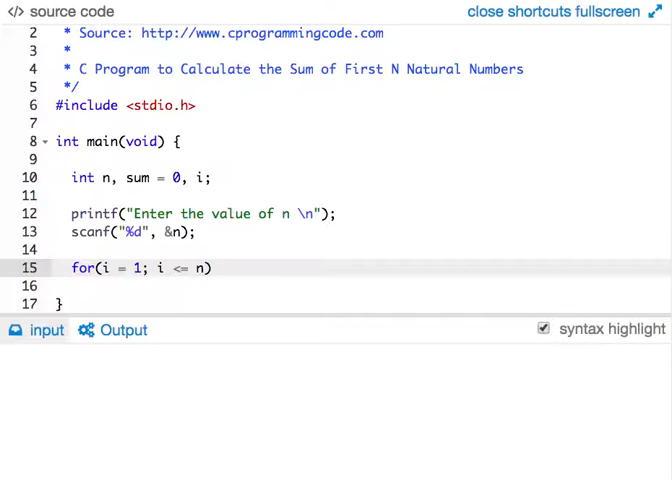 </> source code
close shortcuts fullscreen
2 * Source: http://www.cprogrammingcode.com
3 *
4 * C Program to Calculate the Sum of First N Natural Numbers
5 */
6 #include <stdio.h>
7
8 int main(void) {
9
10 int n, sum = 0, i;
11
12 printf("Enter the value of n \n");
13 scanf("%d", &n);
14
15 for(i = 1; i <= n)
16
17 }
input Output
syntax highlight